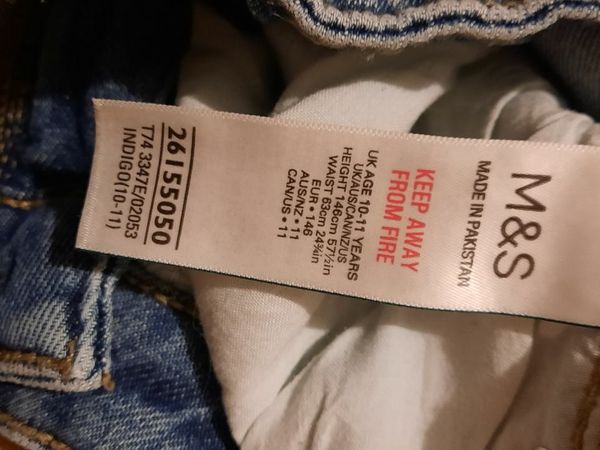 M&S
MADE IN PAKISTAN
KEEP AWAY
FROM FIRE
UK AGE 10-11 YEARS
UK/AUS/CAN/NZ/US
HEIGHT 146cm 57½in
WAIST 63cm 24¾in
EUR • 146
AUS/NZ • 11
CAN/US • 11
26155050
T74 3347E/02053
INDIGO(10-11)